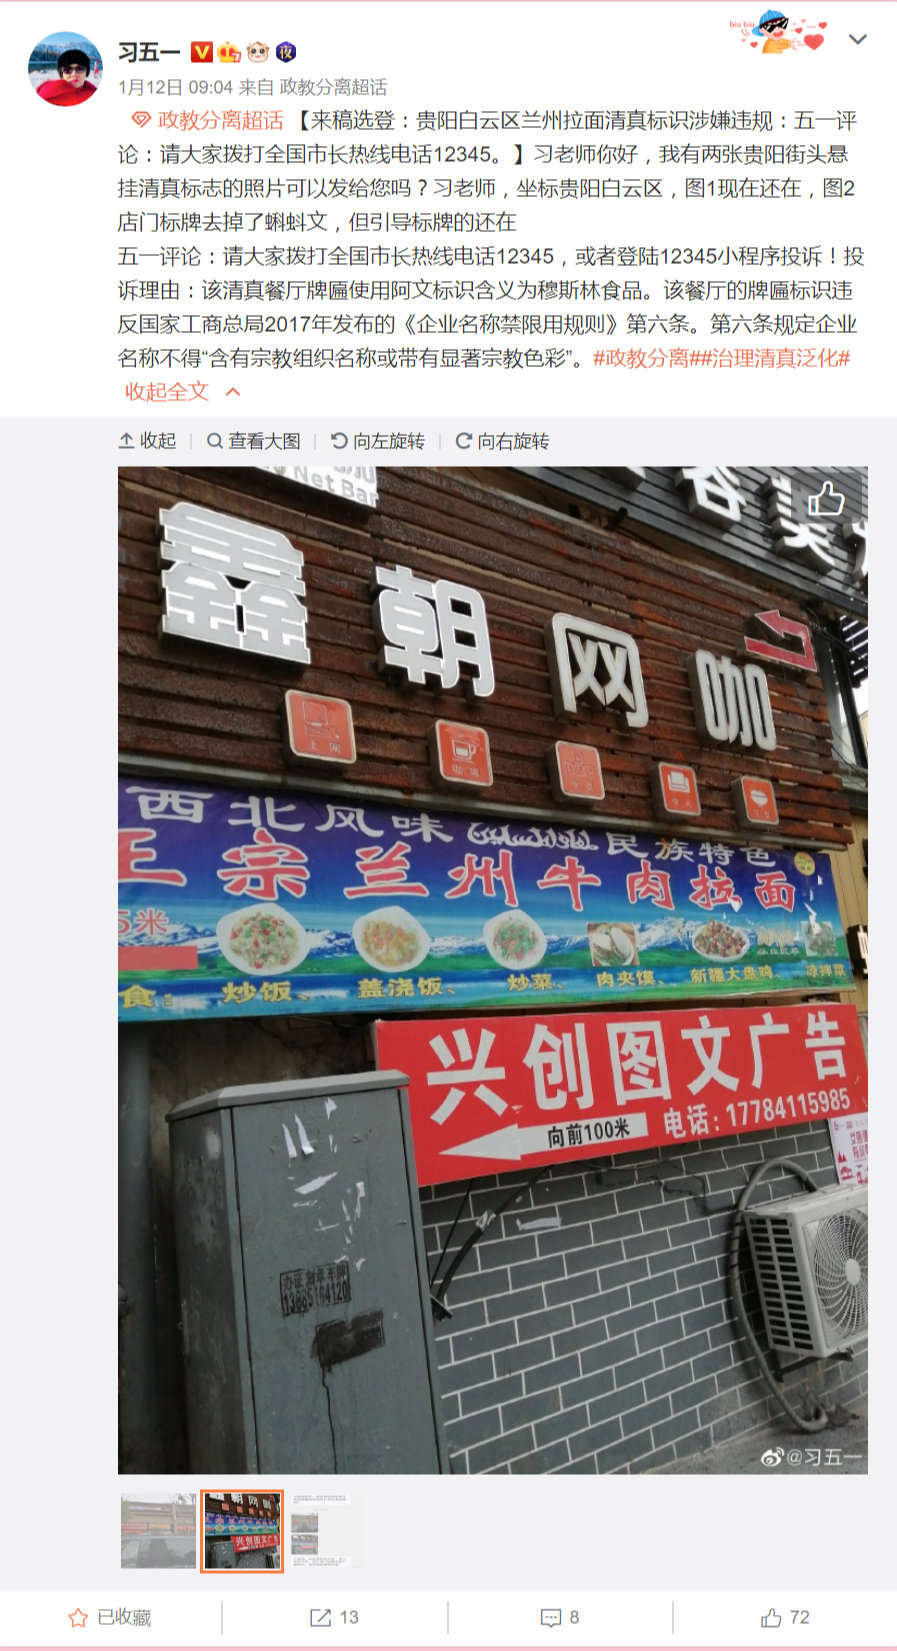 biu biu
习五一
1月12日 09:04 来自 政教分离超话
政教分离超话 【来稿选登：贵阳白云区兰州拉面清真标识涉嫌违规：五一评
论：请大家拨打全国市长热线电话12345。】习老师你好，我有两张贵阳街头悬
挂清真标志的照片可以发给您吗？习老师，坐标贵阳白云区，图1现在还在，图2
店门标牌去掉了蝌蚪文，但引导标牌的还在
五一评论：请大家拨打全国市长热线电话12345，或者登陆12345小程序投诉！投
诉理由：该清真餐厅牌匾使用阿文标识含义为穆斯林食品。该餐厅的牌匾标识违
反国家工商总局2017年发布的《企业名称禁限用规则》第六条。第六条规定企业
名称不得“含有宗教组织名称或带有显著宗教色彩”。#政教分离##治理清真泛化#
收起全文
收起 查看大图 向左旋转 向右旋转
Net Bar
鑫朝网咖
上网
西北风味 民族特色
正宗兰州牛肉拉面
5米
食：炒饭、盖浇饭、炒菜、肉夹馍、新疆大盘鸡、凉拌菜
兴创图文广告
向前100米 电话：17784115985
@习五一
已收藏 13 8 72